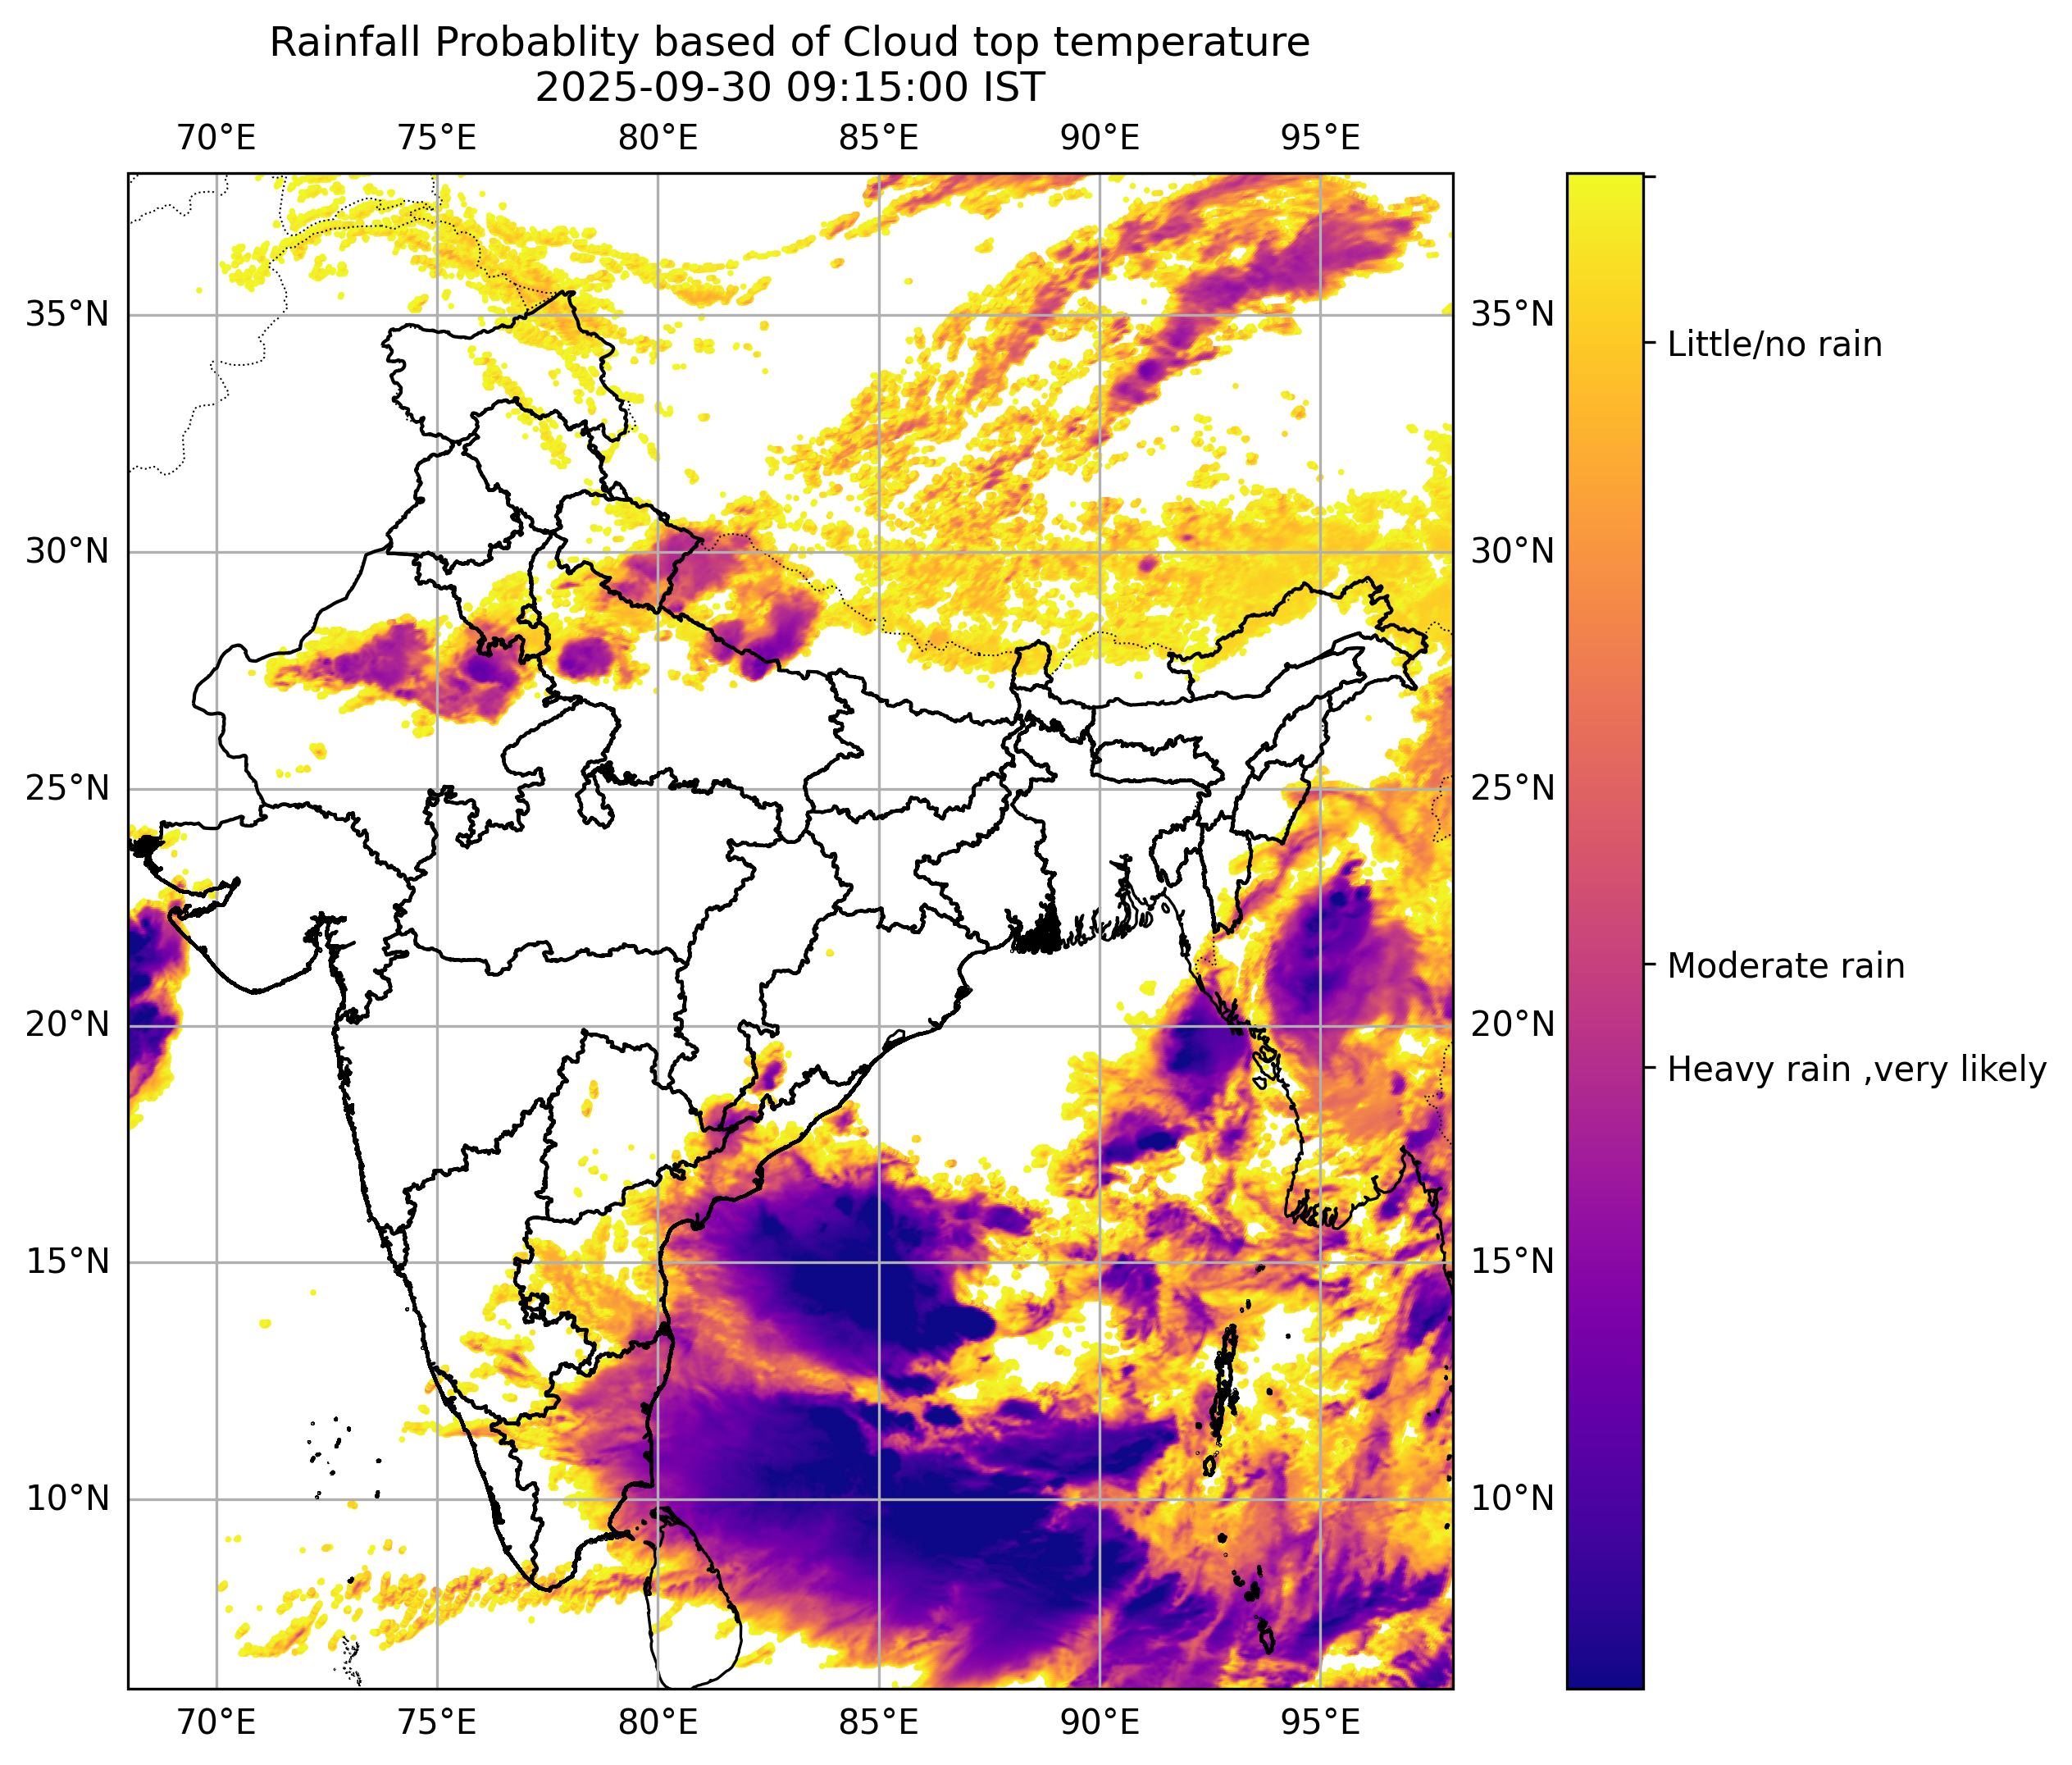 Rainfall Probablity based of Cloud top temperature
2025-09-30 09:15:00 IST
70°E 75°E 80°E 85°E 90°E 95°E
35°N 35°N
Little/no rain
30°N 30°N
25°N 25°N
Moderate rain
20°N 20°N
Heavy rain ,very likely
15°N 15°N
10°N 10°N
70°E 75°E 80°E 85°E 90°E 95°E